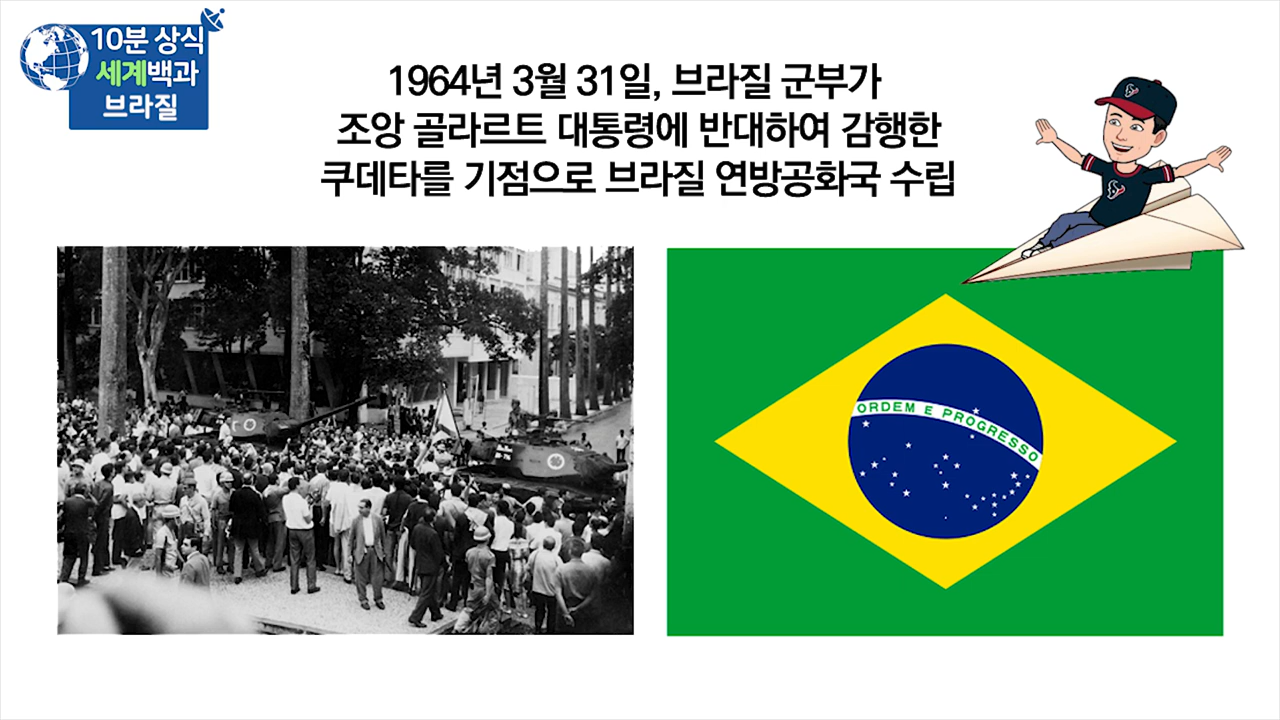 10분 상식
세계백과
브라질
1964년 3월 31일, 브라질 군부가
조앙 골라르트 대통령에 반대하여 감행한
쿠데타를 기점으로 브라질 연방공화국 수립
ORDEM E PROGRESSO